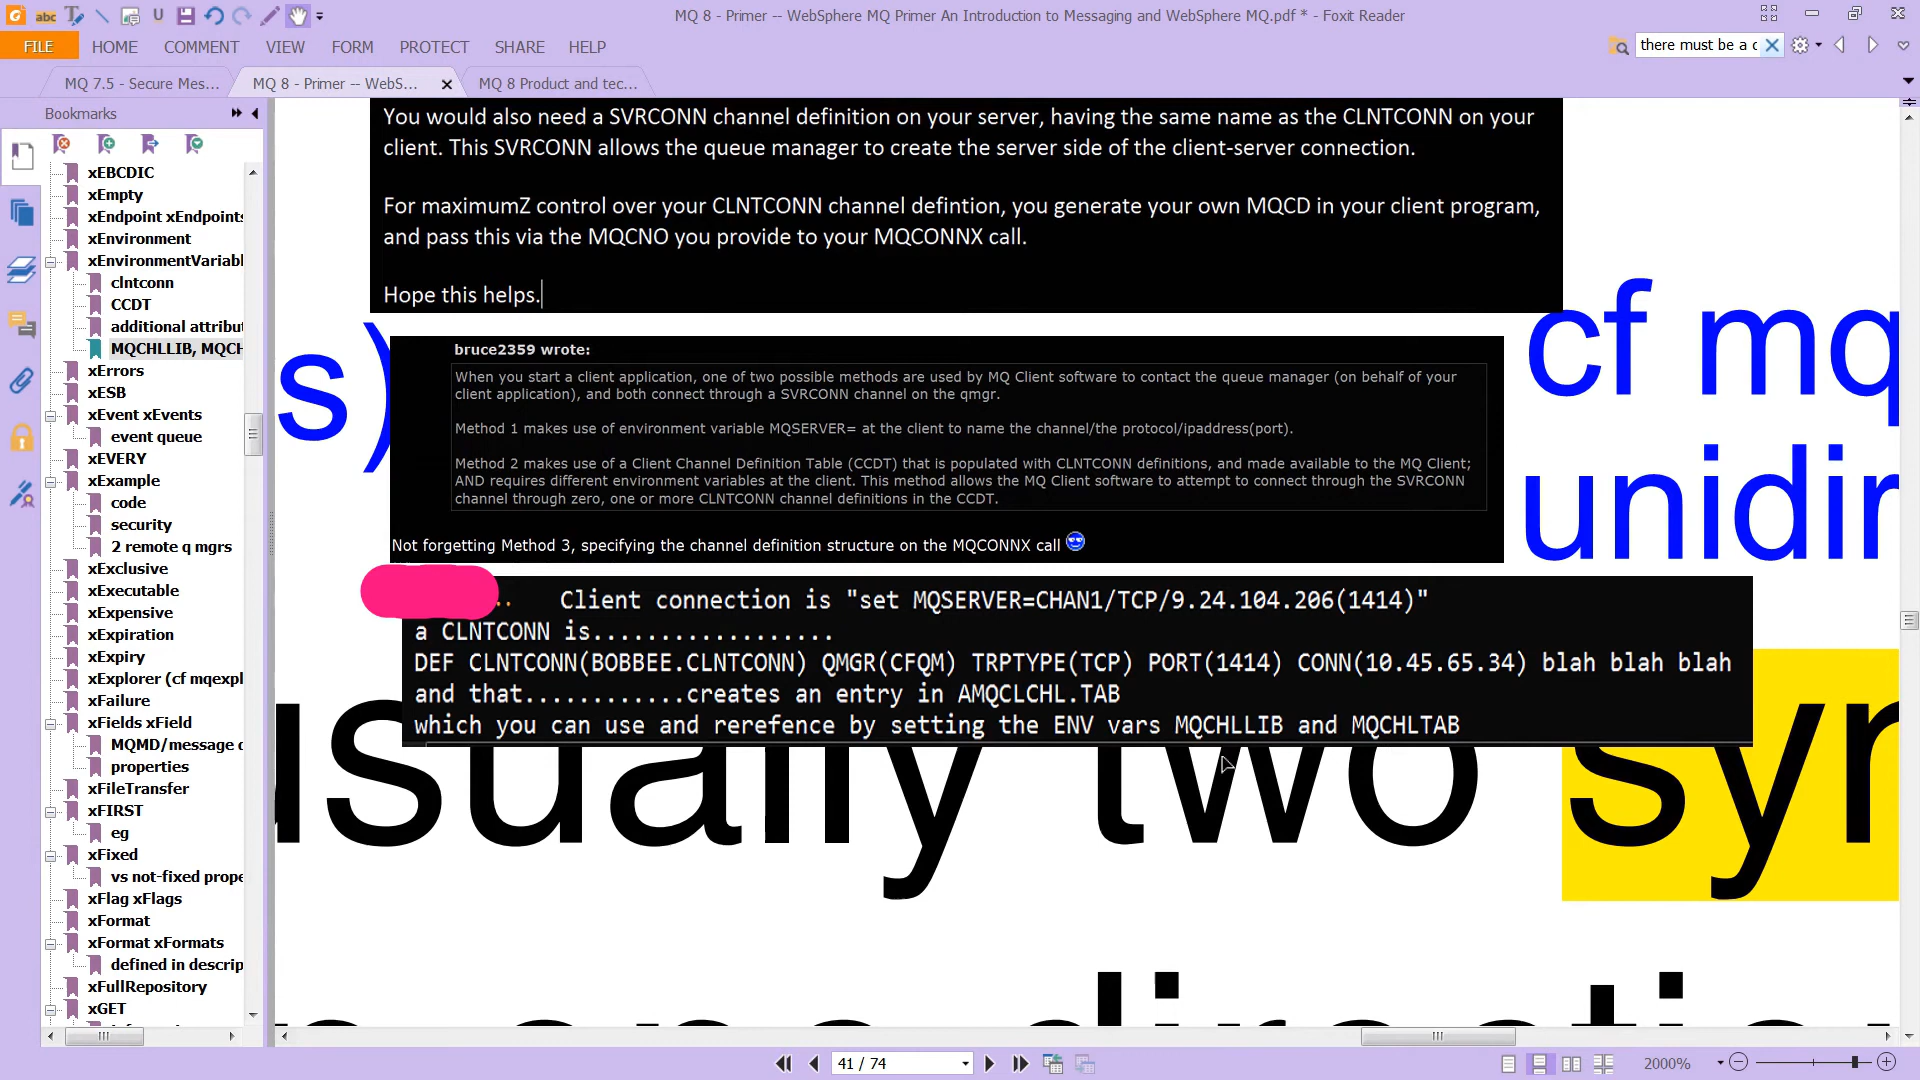 MQ 8 - Primer -- WebSphere MQ Primer An Introduction to Messaging and WebSphere MQ.pdf * - Foxit Reader
FILE HOME COMMENT VIEW FORM PROTECT SHARE HELP
there must be a c
MQ 7.5 - Secure Mes...
MQ 8 - Primer -- WebS...
MQ 8 Product and tec...
Bookmarks
xEBCDIC
xEmpty
xEndpoint xEndpoints
xEnvironment
xEnvironmentVariabl
clntconn
CCDT
additional attribut
MQCHLLIB, MQCH
xErrors
xESB
xEvent xEvents
event queue
xEVERY
xExample
code
security
2 remote q mgrs
xExclusive
xExecutable
xExpensive
xExpiration
xExpiry
xExplorer (cf mqexpl
xFailure
xFields xField
MQMD/message d
properties
xFileTransfer
xFIRST
eg
xFixed
vs not-fixed prope
xFlag xFlags
xFormat
xFormat xFormats
defined in descrip
xFullRepository
xGET
You would also need a SVRCONN channel definition on your server, having the same name as the CLNTCONN on your
client. This SVRCONN allows the queue manager to create the server side of the client-server connection.
For maximumZ control over your CLNTCONN channel defintion, you generate your own MQCD in your client program,
and pass this via the MQCNO you provide to your MQCONNX call.
Hope this helps.
s)
cf mq
unidir
bruce2359 wrote:
When you start a client application, one of two possible methods are used by MQ Client software to contact the queue manager (on behalf of your
client application), and both connect through a SVRCONN channel on the qmgr.
Method 1 makes use of environment variable MQSERVER= at the client to name the channel/the protocol/ipaddress(port).
Method 2 makes use of a Client Channel Definition Table (CCDT) that is populated with CLNTCONN definitions, and made available to the MQ Client;
AND requires different environment variables at the client. This method allows the MQ Client software to attempt to connect through the SVRCONN
channel through zero, one or more CLNTCONN channel definitions in the CCDT.
Not forgetting Method 3, specifying the channel definition structure on the MQCONNX call
.. Client connection is "set MQSERVER=CHAN1/TCP/9.24.104.206(1414)"
a CLNTCONN is..................
DEF CLNTCONN(BOBBEE.CLNTCONN) QMGR(CFQM) TRPTYPE(TCP) PORT(1414) CONN(10.45.65.34) blah blah blah
and that............creates an entry in AMQCLCHL.TAB
which you can use and rerefence by setting the ENV vars MQCHLLIB and MQCHLTAB
usually two syn
41 / 74
2000%